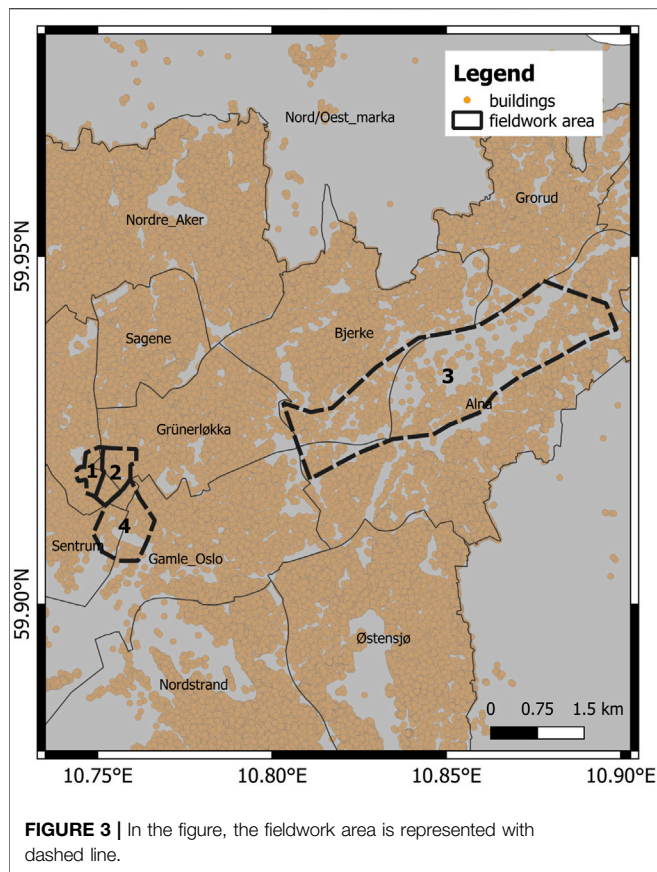 Legend
buildings
fieldwork area
Nord/Oest_marka
Grorud
Nordre_Aker
59.95°N
Sagene
Bjerke
3
Alna
Grünerløkka
1 2
4
Sentrum
Gamle_Oslo
59.90°N
Østensjø
Nordstrand
0 0.75 1.5 km
10.75°E 10.80°E 10.85°E 10.90°E
FIGURE 3 | In the figure, the fieldwork area is represented with
dashed line.